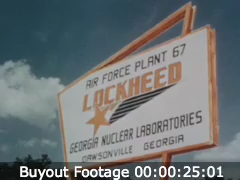 AIR FORCE PLANT 67
LOCKHEED
GEORGIA NUCLEAR LABORATORIES
DAWSONVILLE GEORGIA
Buyout Footage 00:00:25:01